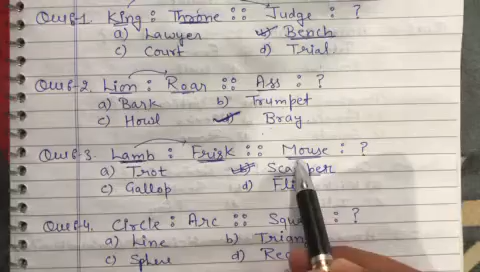 Ques-1. King : Throne :: Judge : ?
a) Lawyer b) Bench
c) Court d) Trial
Ques-2. Lion : Roar :: Ass : ?
a) Bark b) Trumpet
c) Howl d) Bray
Ques-3. Lamb : Frisk :: Mouse : ?
a) Trot b) Scamper
c) Gallop d)
Ques-4. Circle : Arc :: : ?
a) Line b)
c) Sphere d)